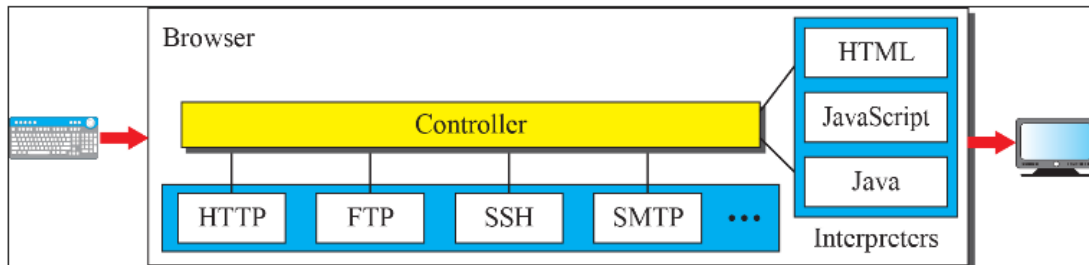 Browser
HTML
Controller
JavaScript
Java
HTTP
FTP
SSH
SMTP
•••
Interpreters